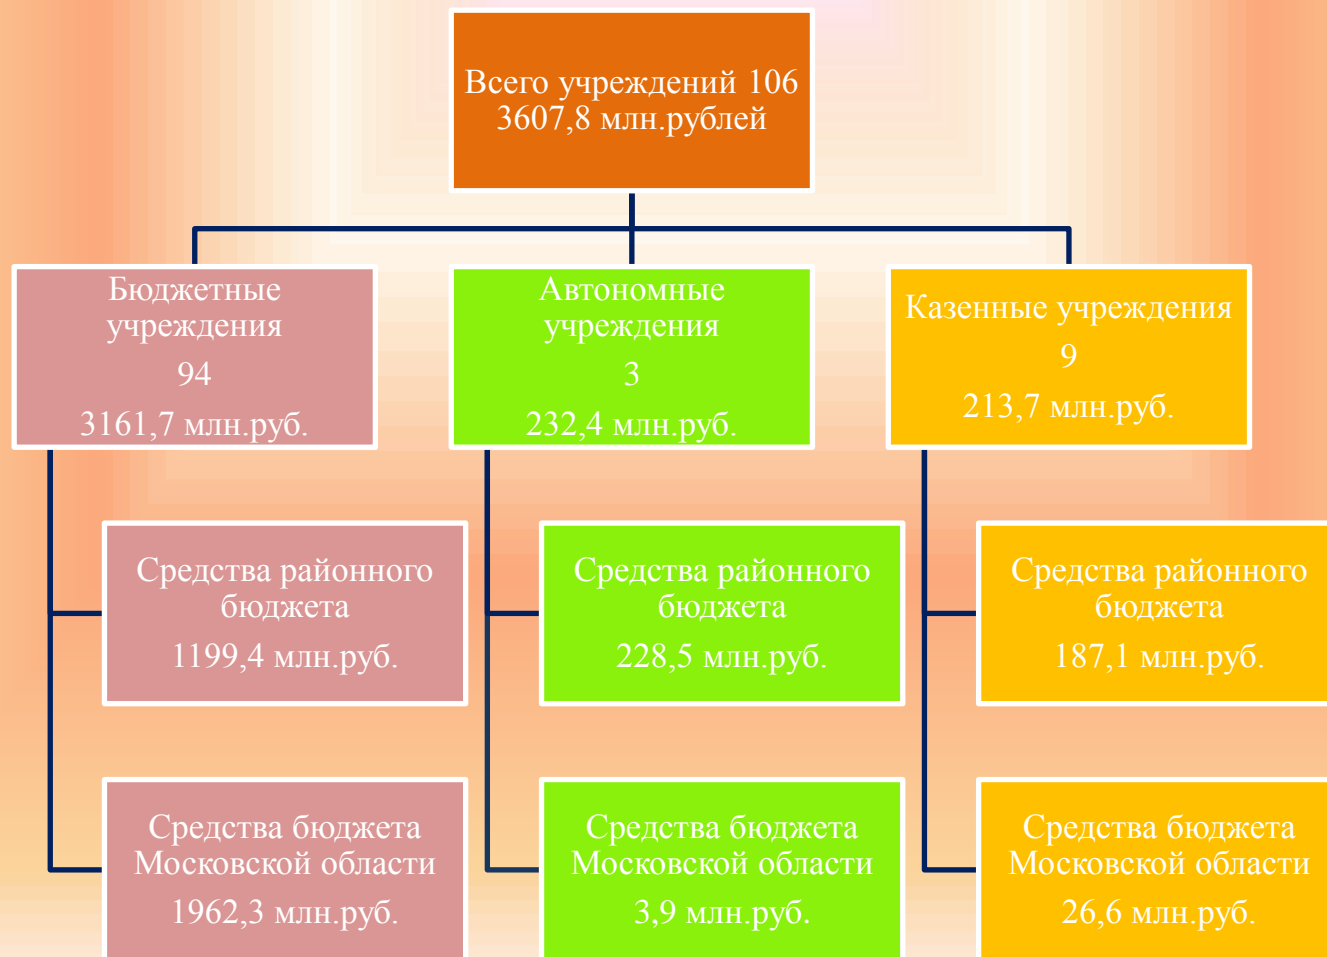 Всего учреждений 106
3607,8 млн.рублей
Бюджетные
учреждения
94
3161,7 млн.руб.
Автономные
учреждения
3
232,4 млн.руб.
Казенные учреждения
9
213,7 млн.руб.
Средства районного
бюджета
1199,4 млн.руб.
Средства районного
бюджета
228,5 млн.руб.
Средства районного
бюджета
187,1 млн.руб.
Средства бюджета
Московской области
1962,3 млн.руб.
Средства бюджета
Московской области
3,9 млн.руб.
Средства бюджета
Московской области
26,6 млн.руб.